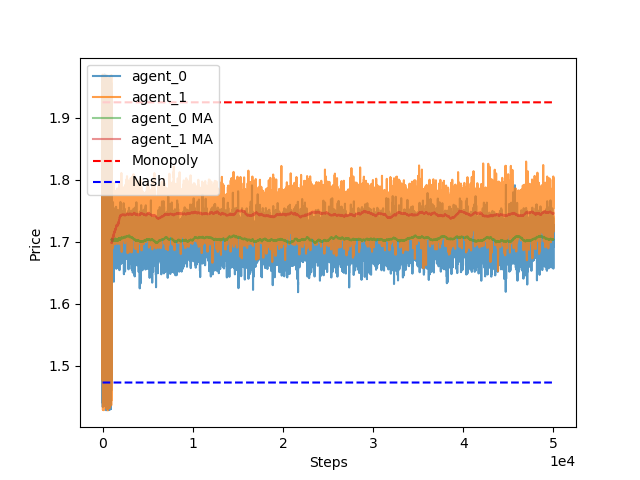 agent_0
agent_1
agent_0 MA
agent_1 MA
Monopoly
Nash
Price
1.9
1.8
1.7
1.6
1.5
0 1 2 3 4 5
Steps 1e4